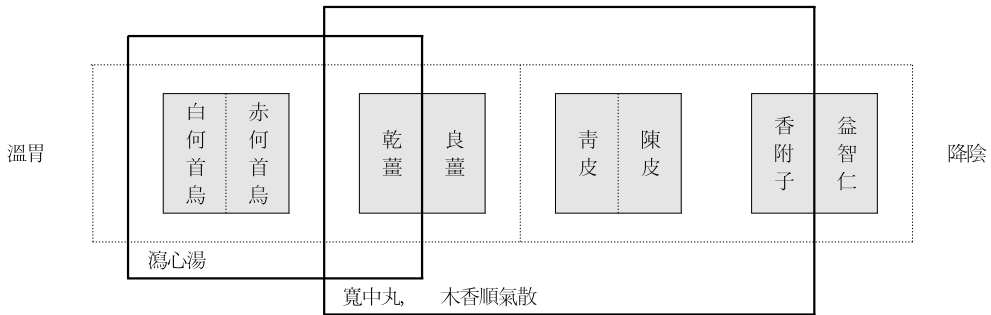 溫胃
白何首烏
赤何首烏
乾薑
良薑
靑皮
陳皮
香附子
益智仁
降陰
瀉心湯
寬中丸, 木香順氣散